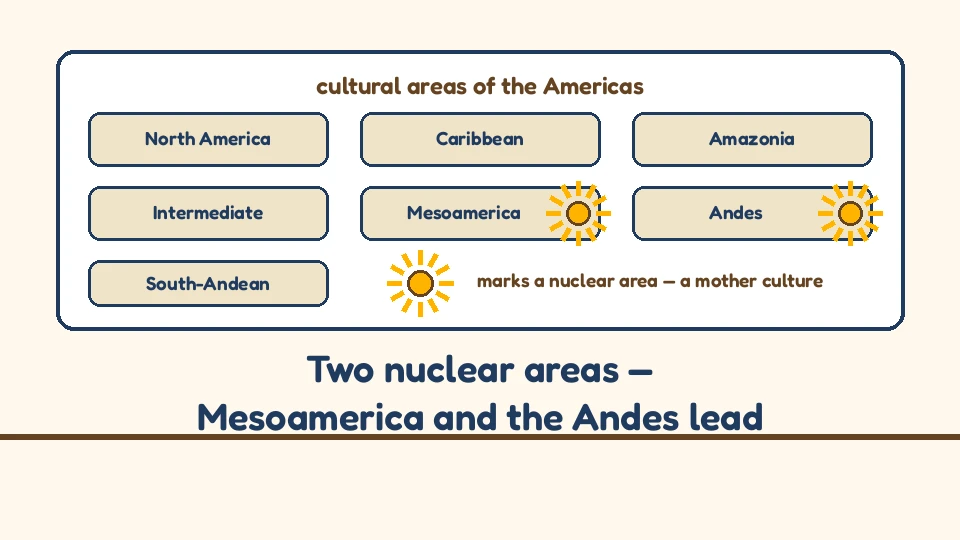 cultural areas of the Americas
North America
Caribbean
Amazonia
Intermediate
Mesoamerica
Andes
South-Andean
marks a nuclear area — a mother culture
Two nuclear areas —
Mesoamerica and the Andes lead